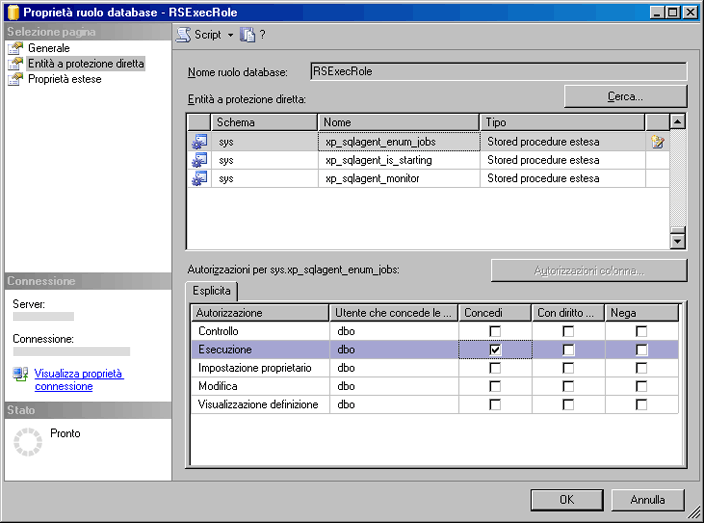 Proprietà ruolo database - RSExecRole
Selezione pagina
Generale
Entità a protezione diretta
Proprietà estese
Script ?
Nome ruolo database: RSExecRole
Entità a protezione diretta: Cerca...
Schema Nome Tipo
sys xp_sqlagent_enum_jobs Stored procedure estesa
sys xp_sqlagent_is_starting Stored procedure estesa
sys xp_sqlagent_monitor Stored procedure estesa
Autorizzazioni per sys.xp_sqlagent_enum_jobs: Autorizzazioni colonna...
Esplicita
Autorizzazione Utente che concede le ... Concedi Con diritto ... Nega
Controllo dbo
Esecuzione dbo
Impostazione proprietario dbo
Modifica dbo
Visualizzazione definizione dbo
Connessione
Server:
Connessione:
Visualizza proprietà
connessione
Stato
Pronto
OK Annulla